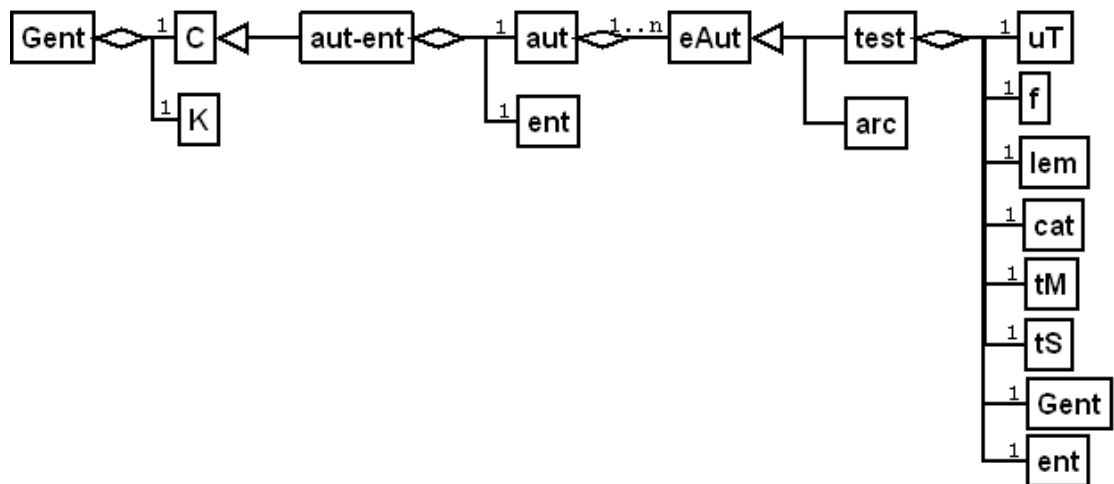 Gent 1 C aut-ent 1 aut 1..n eAut test 1 uT
1 K 1 ent arc 1 f
1 lem
1 cat
1 tM
1 tS
1 Gent
1 ent